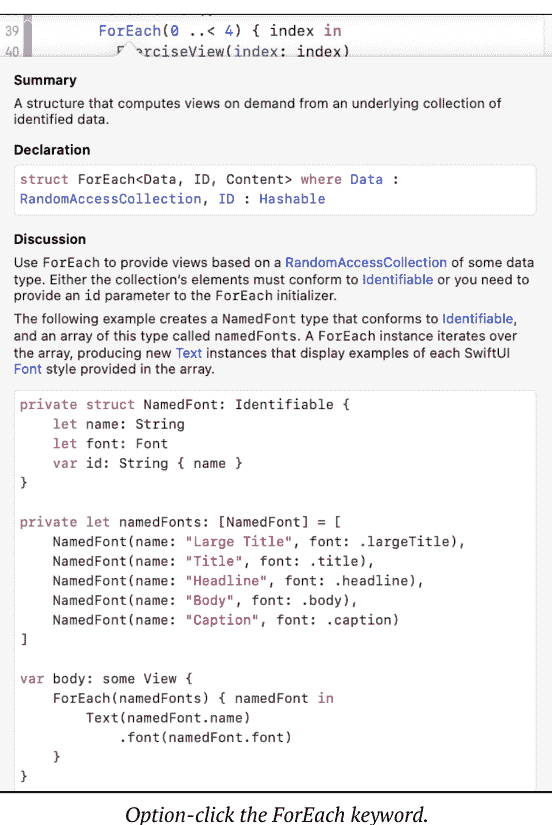 39 ForEach(0 ..< 4) { index in
40 ExerciseView(index: index)
Summary
A structure that computes views on demand from an underlying collection of
identified data.
Declaration
struct ForEach<Data, ID, Content> where Data :
RandomAccessCollection, ID : Hashable
Discussion
Use ForEach to provide views based on a RandomAccessCollection of some data
type. Either the collection’s elements must conform to Identifiable or you need to
provide an id parameter to the ForEach initializer.
The following example creates a NamedFont type that conforms to Identifiable,
and an array of this type called namedFonts. A ForEach instance iterates over
the array, producing new Text instances that display examples of each SwiftUI
Font style provided in the array.
private struct NamedFont: Identifiable {
    let name: String
    let font: Font
    var id: String { name }
}
private let namedFonts: [NamedFont] = [
    NamedFont(name: "Large Title", font: .largeTitle),
    NamedFont(name: "Title", font: .title),
    NamedFont(name: "Headline", font: .headline),
    NamedFont(name: "Body", font: .body),
    NamedFont(name: "Caption", font: .caption)
]
var body: some View {
    ForEach(namedFonts) { namedFont in
        Text(namedFont.name)
            .font(namedFont.font)
    }
}
Option-click the ForEach keyword.